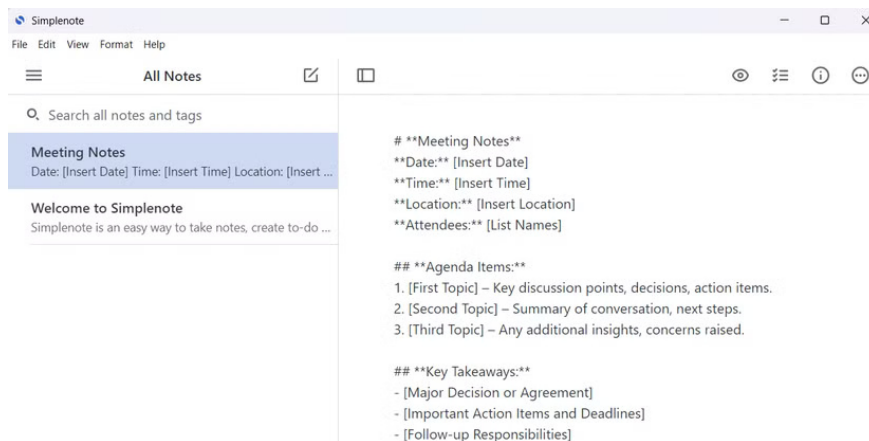 Simplenote
File Edit View Format Help
All Notes
Search all notes and tags
Meeting Notes
Date: [Insert Date] Time: [Insert Time] Location: [Insert ...
Welcome to Simplenote
Simplenote is an easy way to take notes, create to-do ...
# **Meeting Notes**
**Date:** [Insert Date]
**Time:** [Insert Time]
**Location:** [Insert Location]
**Attendees:** [List Names]
## **Agenda Items:**
1. [First Topic] – Key discussion points, decisions, action items.
2. [Second Topic] – Summary of conversation, next steps.
3. [Third Topic] – Any additional insights, concerns raised.
## **Key Takeaways:**
- [Major Decision or Agreement]
- [Important Action Items and Deadlines]
- [Follow-up Responsibilities]